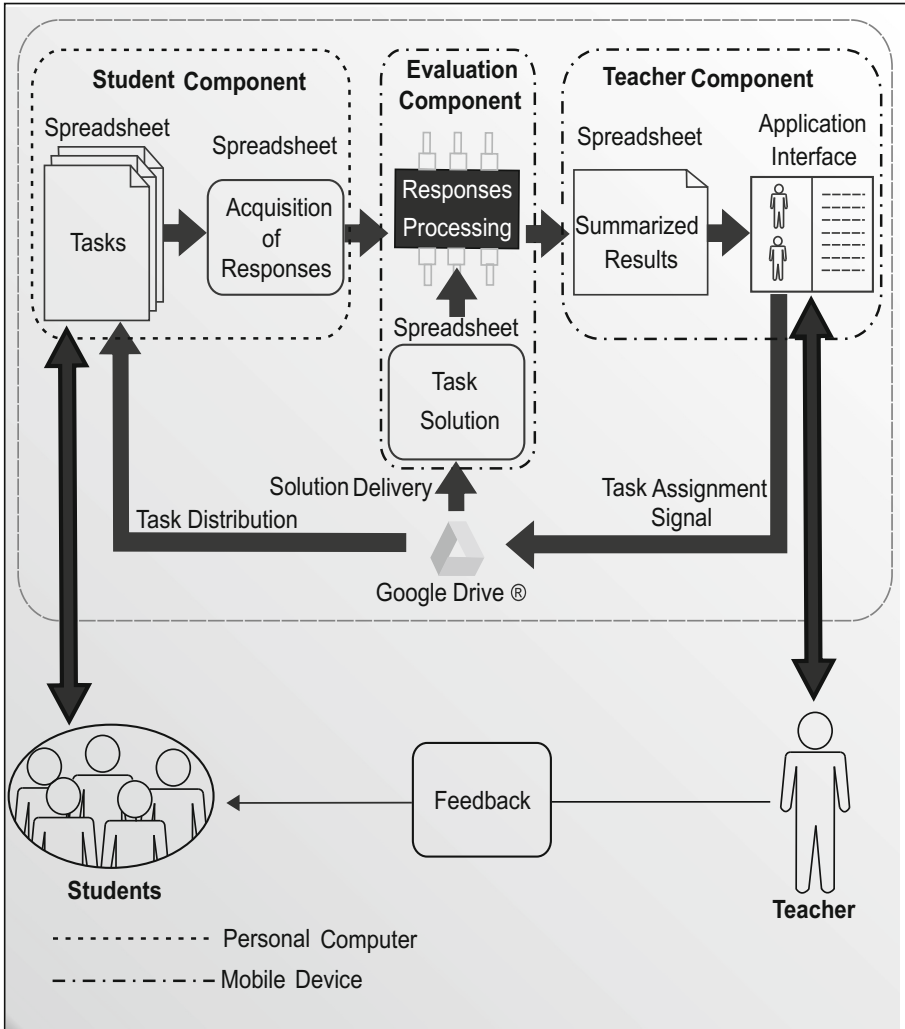 Student Component
Spreadsheet
Tasks
Spreadsheet
Acquisition
of
Responses
Evaluation
Component
Responses
Processing
Spreadsheet
Task
Solution
Teacher Component
Spreadsheet
Summarized
Results
Application
Interface
Solution Delivery
Task Distribution
Task Assignment
Signal
Google Drive ®
Feedback
Students
Teacher
Personal Computer
Mobile Device